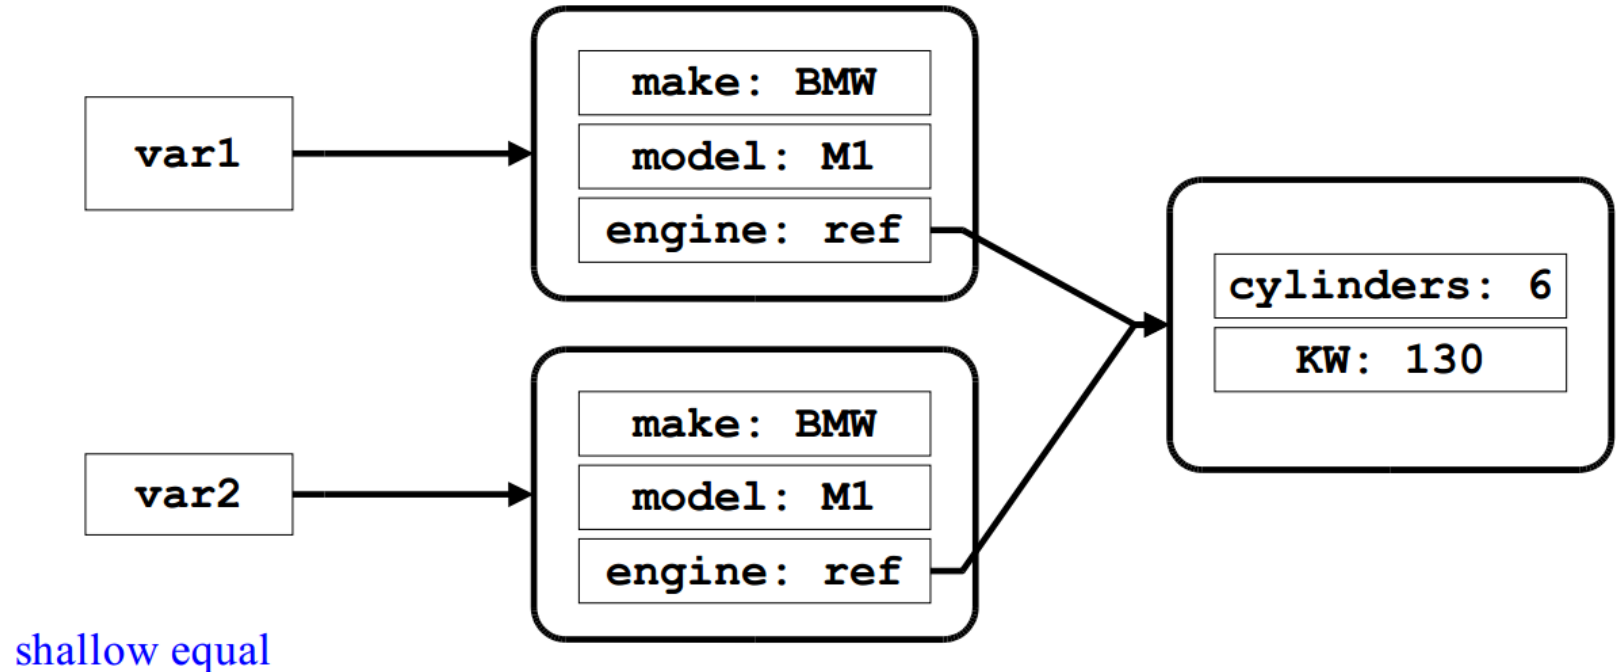 var1
make: BMW
model: M1
engine: ref
var2
make: BMW
model: M1
engine: ref
cylinders: 6
KW: 130
shallow equal